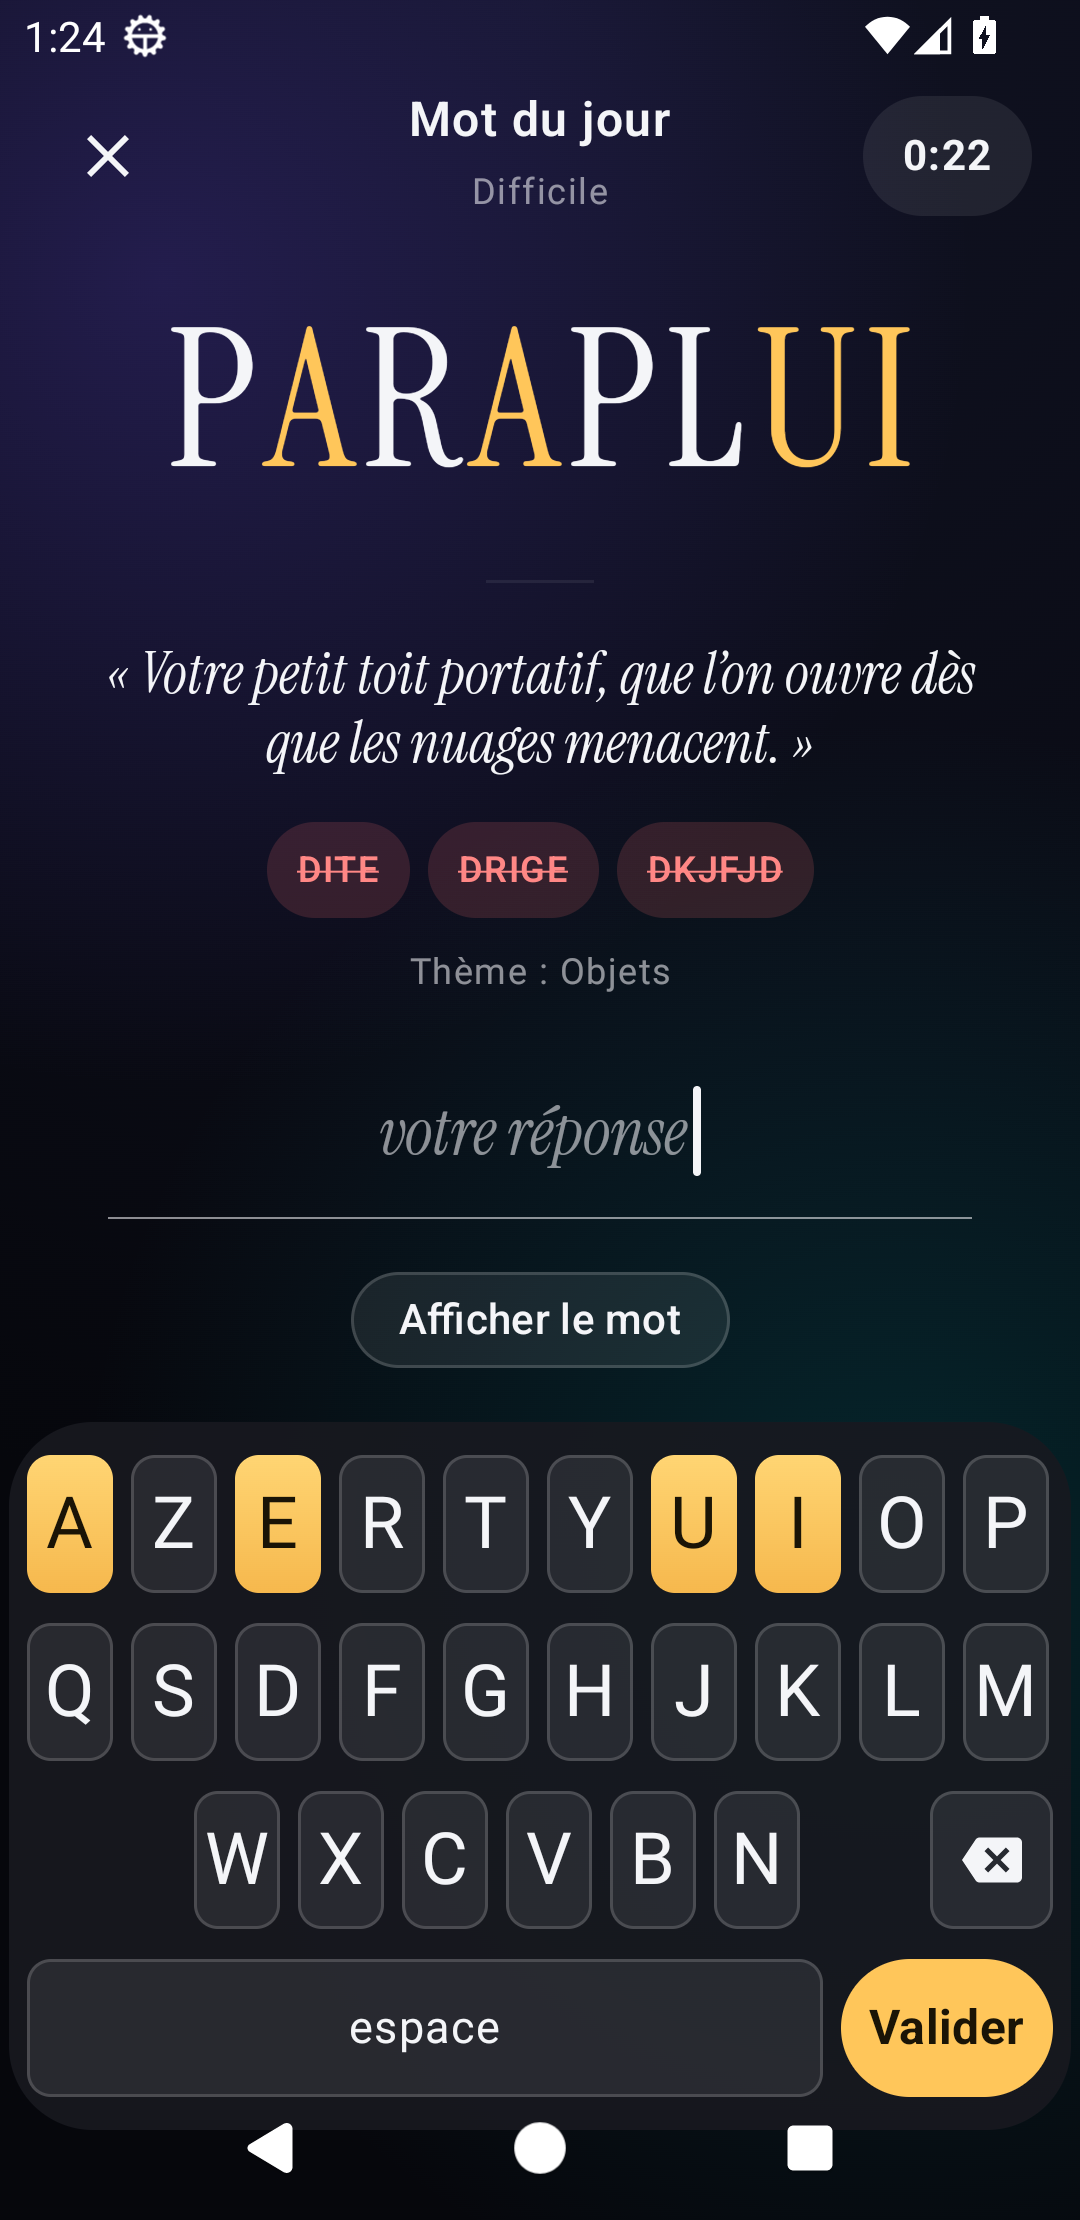 1:24
Mot du jour
Difficile
0:22
PARAPLUI
« Votre petit toit portatif, que l’on ouvre dès
que les nuages menacent. »
DITE DRIGE DKJFJD
Thème : Objets
votre réponse
Afficher le mot
A Z E R T Y U I O P
Q S D F G H J K L M
W X C V B N
espace Valider